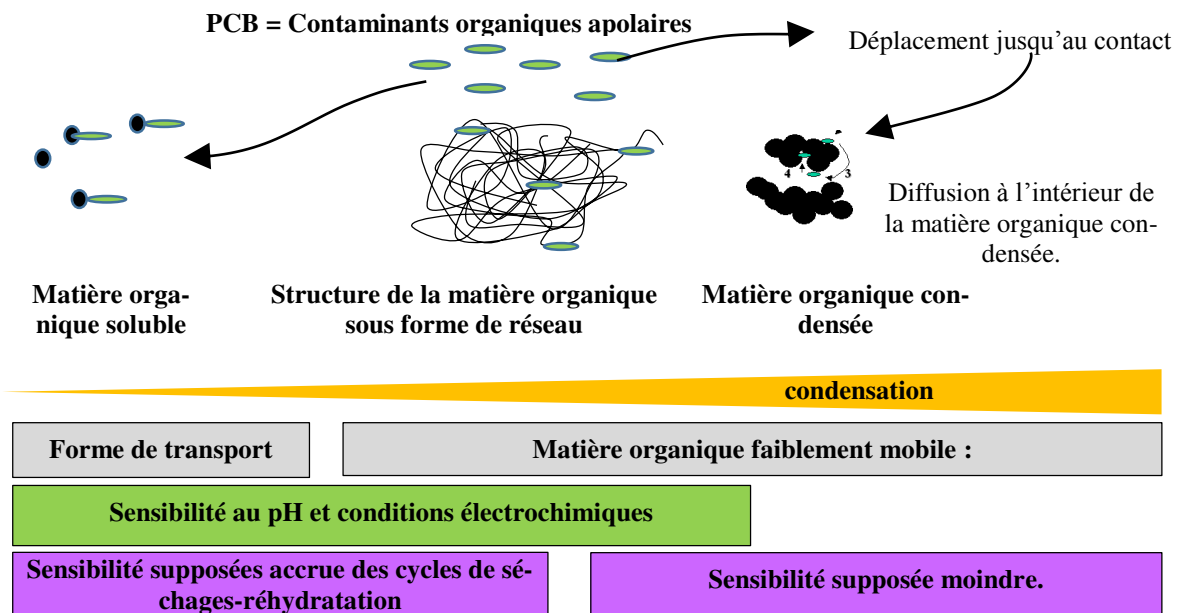 PCB = Contaminants organiques apolaires
Déplacement jusqu'au contact
4
3
Diffusion à l'intérieur de
la matière organique con-
densée.
Matière orga-
nique soluble
Structure de la matière organique
sous forme de réseau
Matière organique con-
densée
condensation
Forme de transport
Matière organique faiblement mobile :
Sensibilité au pH et conditions électrochimiques
Sensibilité supposées accrue des cycles de sé-
chages-réhydratation
Sensibilité supposée moindre.